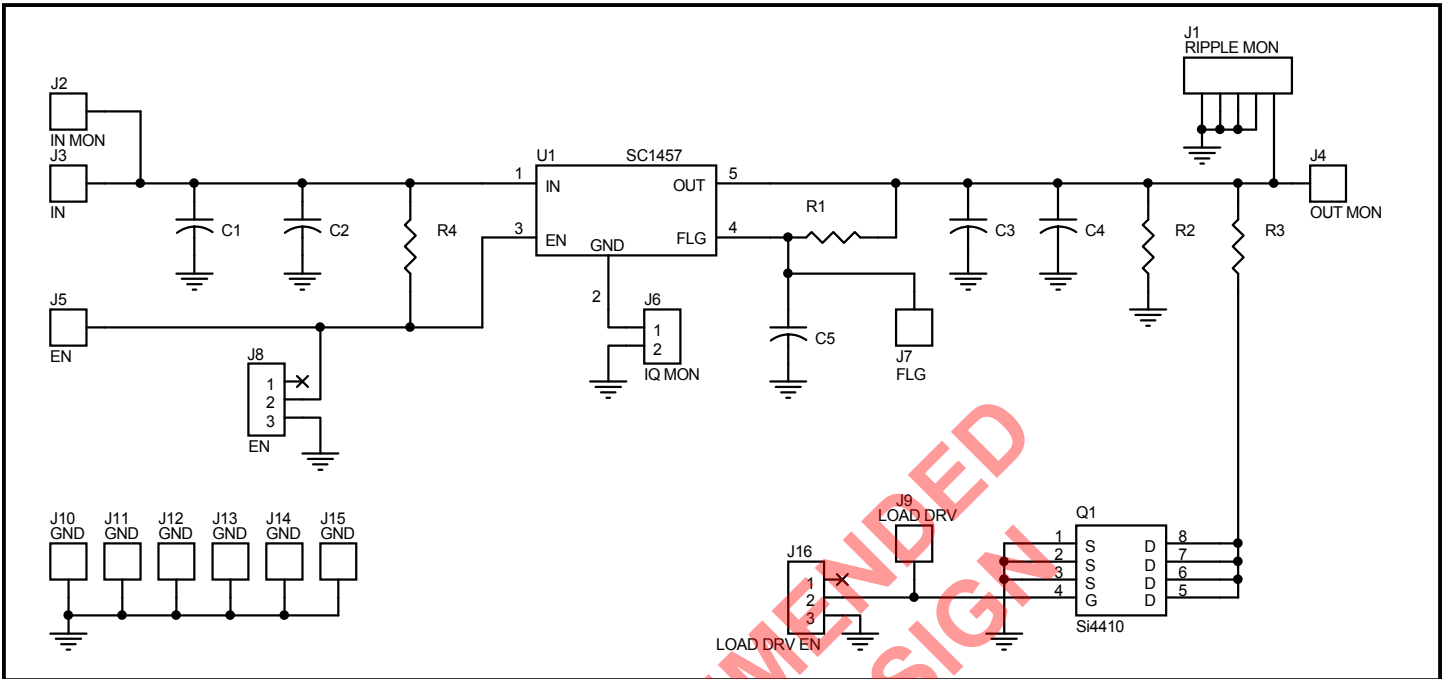 J1
RIPPLE MON
J2
IN MON
J3
IN
U1 SC1457
1 IN OUT 5
3 EN GND FLG 4
2
C1
C2
R4
R1
C3
C4
R2
R3
J4
OUT MON
J5
EN
J6
1
2
IQ MON
C5
J7
FLG
J8
1
2
3
EN
J10
GND
J11
GND
J12
GND
J13
GND
J14
GND
J15
GND
J9
LOAD DRV
J16
1
2
3
LOAD DRV EN
Q1
1 S D 8
2 S D 7
3 S D 6
4 G D 5
Si4410